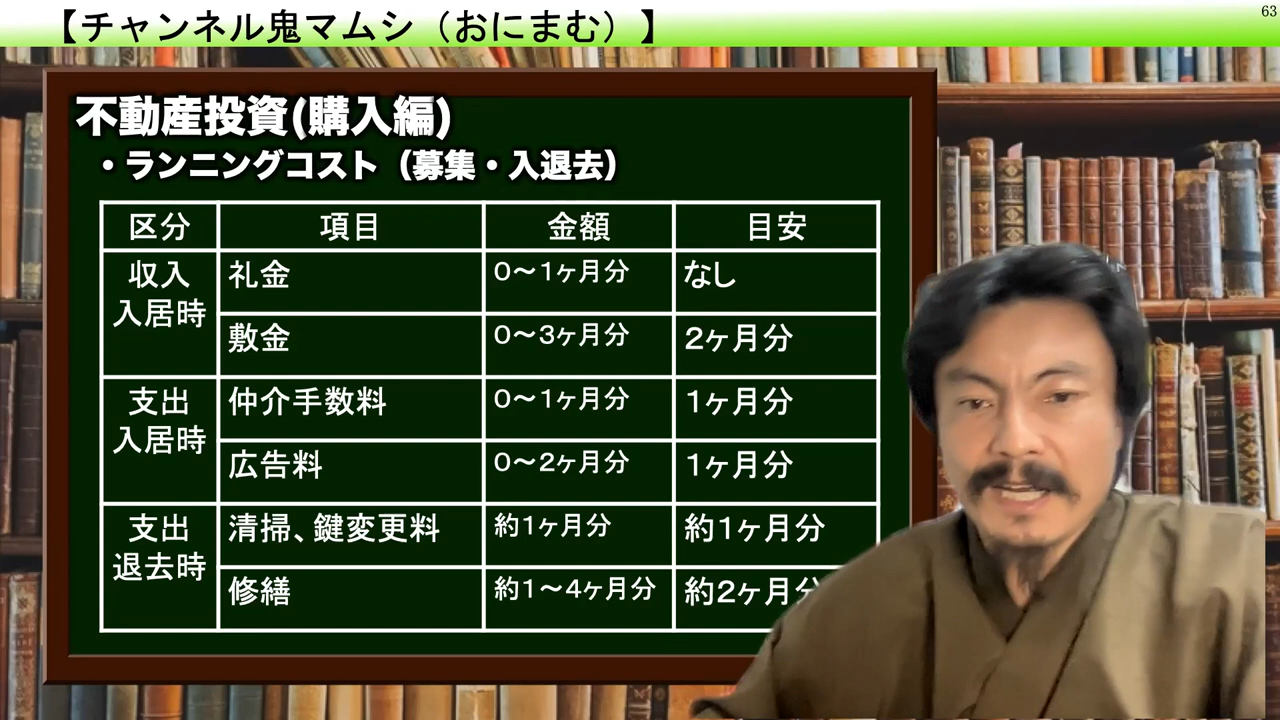 63
【チャンネル鬼マムシ（おにまむ）】
不動産投資(購入編)
・ランニングコスト（募集・入退去）
区分 項目 金額 目安
収入
入居時
礼金 ０～１ヶ月分 なし
敷金 ０～３ヶ月分 ２ヶ月分
支出
入居時
仲介手数料 ０～１ヶ月分 １ヶ月分
広告料 ０～２ヶ月分 １ヶ月分
支出
退去時
清掃、鍵変更料 約１ヶ月分 約１ヶ月分
修繕 約１～４ヶ月分 約２ヶ月分